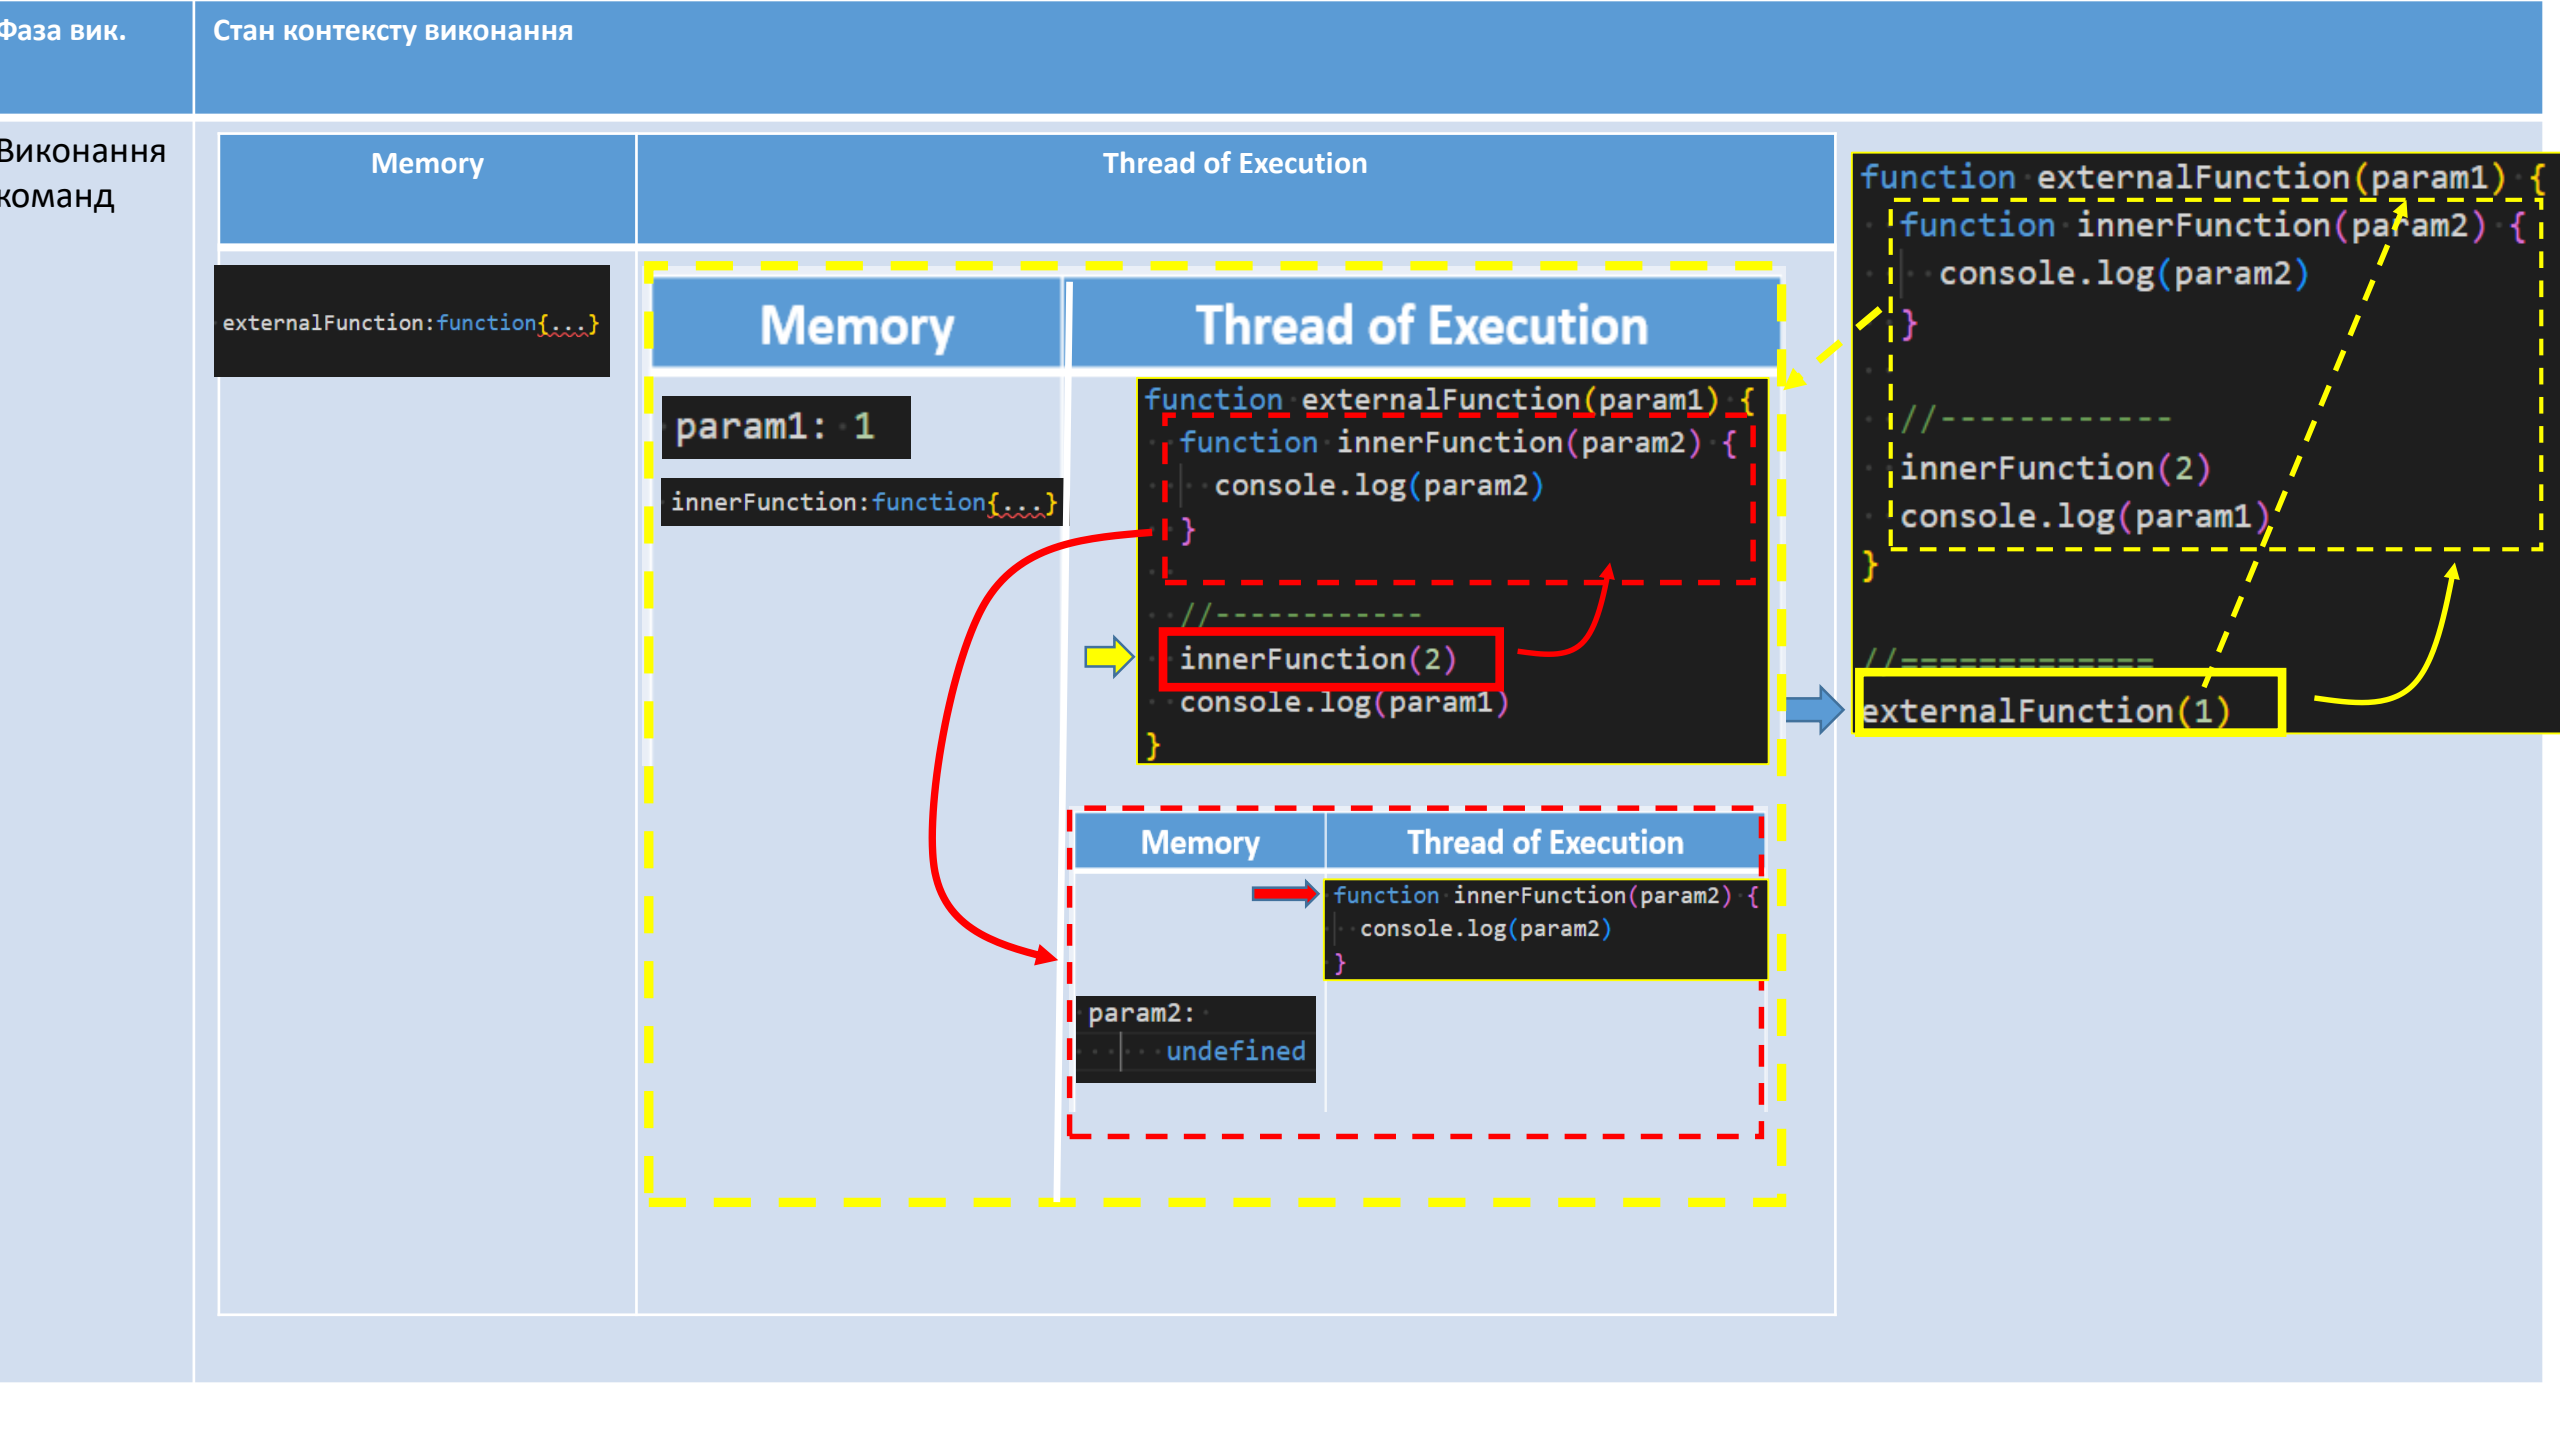 Фаза вик.
Стан контексту виконання
Виконання
команд
Memory
Thread of Execution
externalFunction:function{...}
Memory
Thread of Execution
param1: 1
innerFunction:function{...}
function externalFunction(param1) {
function innerFunction(param2) {
console.log(param2)
}
//------------
innerFunction(2)
console.log(param1)
}
Memory
Thread of Execution
function innerFunction(param2) {
console.log(param2)
}
param2:
undefined
function externalFunction(param1) {
function innerFunction(param2) {
console.log(param2)
}
//------------
innerFunction(2)
console.log(param1)
}
//=============
externalFunction(1)